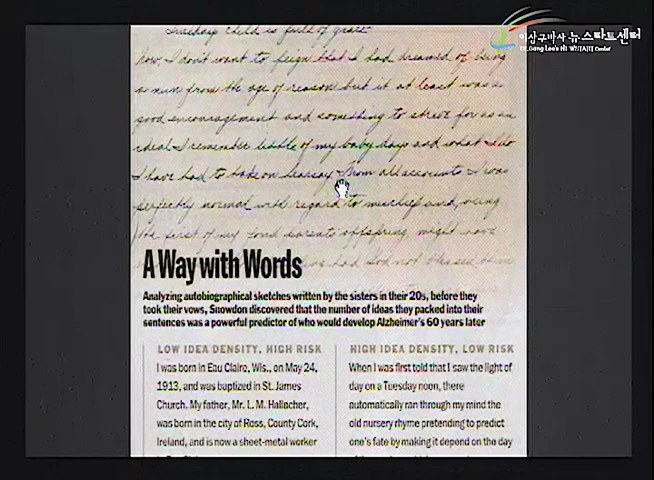 이상구박사 뉴스타트센터
Tuesday child is full of grace"
Now, I don't want to feign that I had dreamed of being
a nun from the age of reason but it at least was a
good encouragement and something to strive for as an
ideal. I remember little of my baby days and what I do
I have had to take on hearsay. From all accounts I was
perfectly normal with regard to mischief and, being
the first of my fond parents' offspring, might have
had God not blessed them
A Way with Words
Analyzing autobiographical sketches written by the sisters in their 20s, before they
took their vows, Snowdon discovered that the number of ideas they packed into their
sentences was a powerful predictor of who would develop Alzheimer's 60 years later
LOW IDEA DENSITY, HIGH RISK
I was born in Eau Claire, Wis., on May 24,
1913, and was baptized in St. James
Church. My father, Mr. L. M. Hallacher,
was born in the city of Ross, County Cork,
Ireland, and is now a sheet-metal worker
HIGH IDEA DENSITY, LOW RISK
When I was first told that I saw the light of
day on a Tuesday noon, there
automatically ran through my mind the
old nursery rhyme pretending to predict
one's fate by making it depend on the day